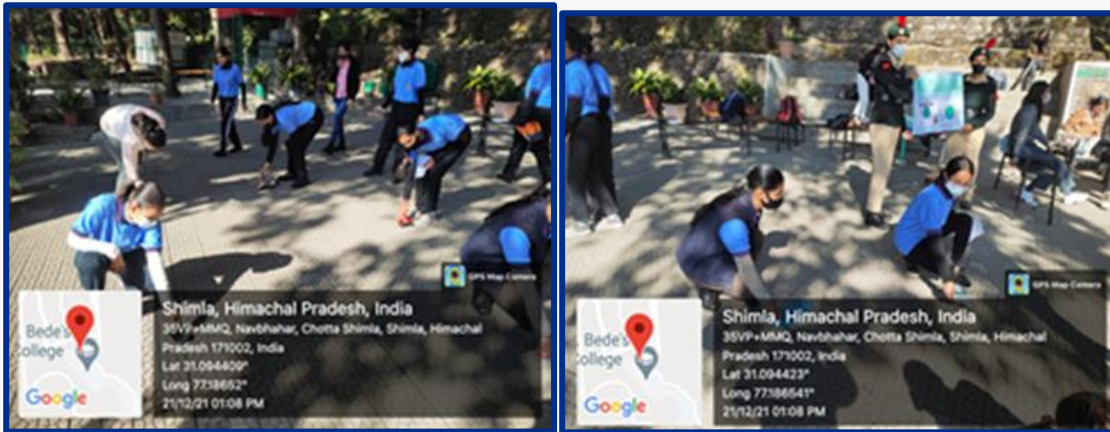 GPS Map Camera
Shimla, Himachal Pradesh, India
35VP+MMQ, Navbhahar, Chotta Shimla, Shimla, Himachal
Pradesh 171002, India
Lat 31.094409°
Long 77.18652°
21/12/21 01:08 PM
Bede's
College
Google
GPS Map Camera
Shimla, Himachal Pradesh, India
35VP+MMQ, Navbhahar, Chotta Shimla, Shimla, Himachal
Pradesh 171002, India
Lat 31.094423°
Long 77.186541°
21/12/21 01:08 PM
Bede's
College
Google